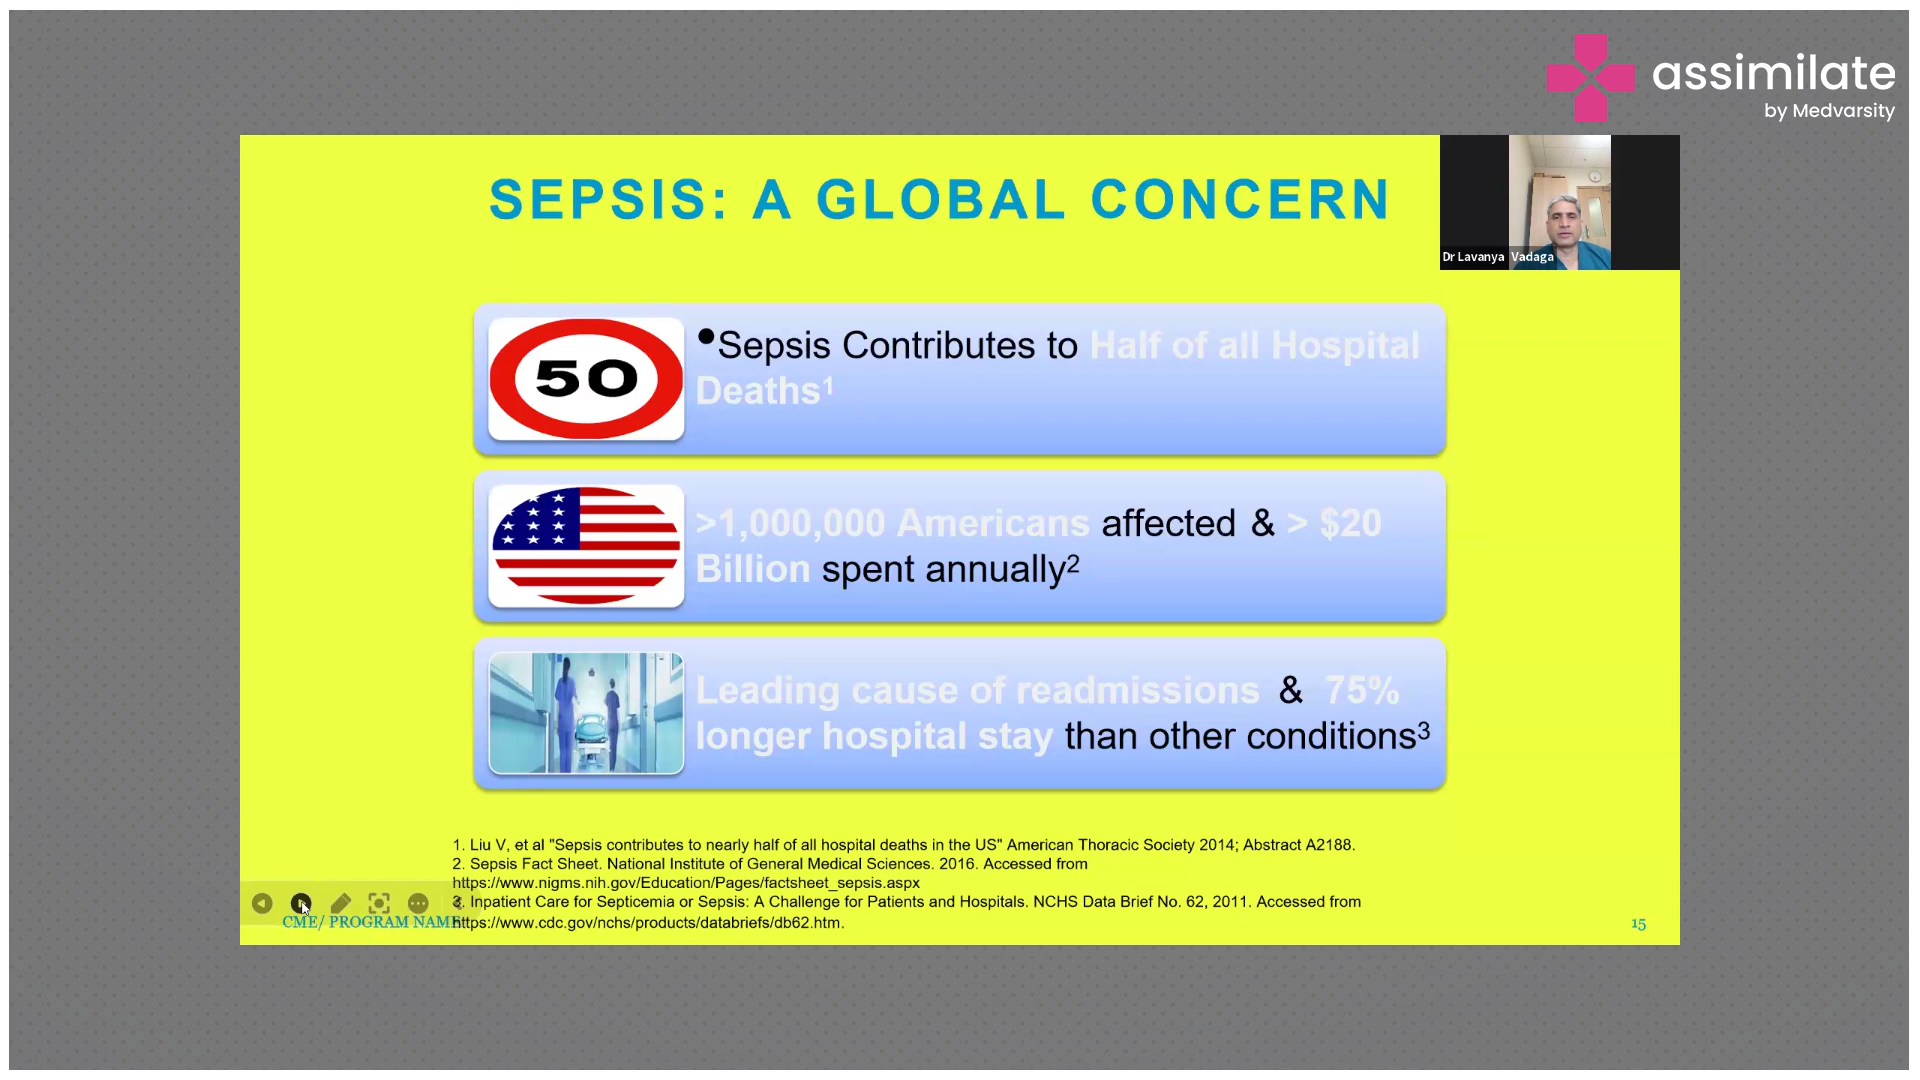 assimilate
by Medvarsity
SEPSIS: A GLOBAL CONCERN
Dr Lavanya Vadaga
50
•Sepsis Contributes to Half of all Hospital
Deaths¹
>1,000,000 Americans affected & > $20
Billion spent annually²
Leading cause of readmissions & 75%
longer hospital stay than other conditions³
1. Liu V, et al "Sepsis contributes to nearly half of all hospital deaths in the US" American Thoracic Society 2014; Abstract A2188.
2. Sepsis Fact Sheet. National Institute of General Medical Sciences. 2016. Accessed from
https://www.nigms.nih.gov/Education/Pages/factsheet_sepsis.aspx
3. Inpatient Care for Septicemia or Sepsis: A Challenge for Patients and Hospitals. NCHS Data Brief No. 62, 2011. Accessed from
https://www.cdc.gov/nchs/products/databriefs/db62.htm.
CME/ PROGRAM NAME
15